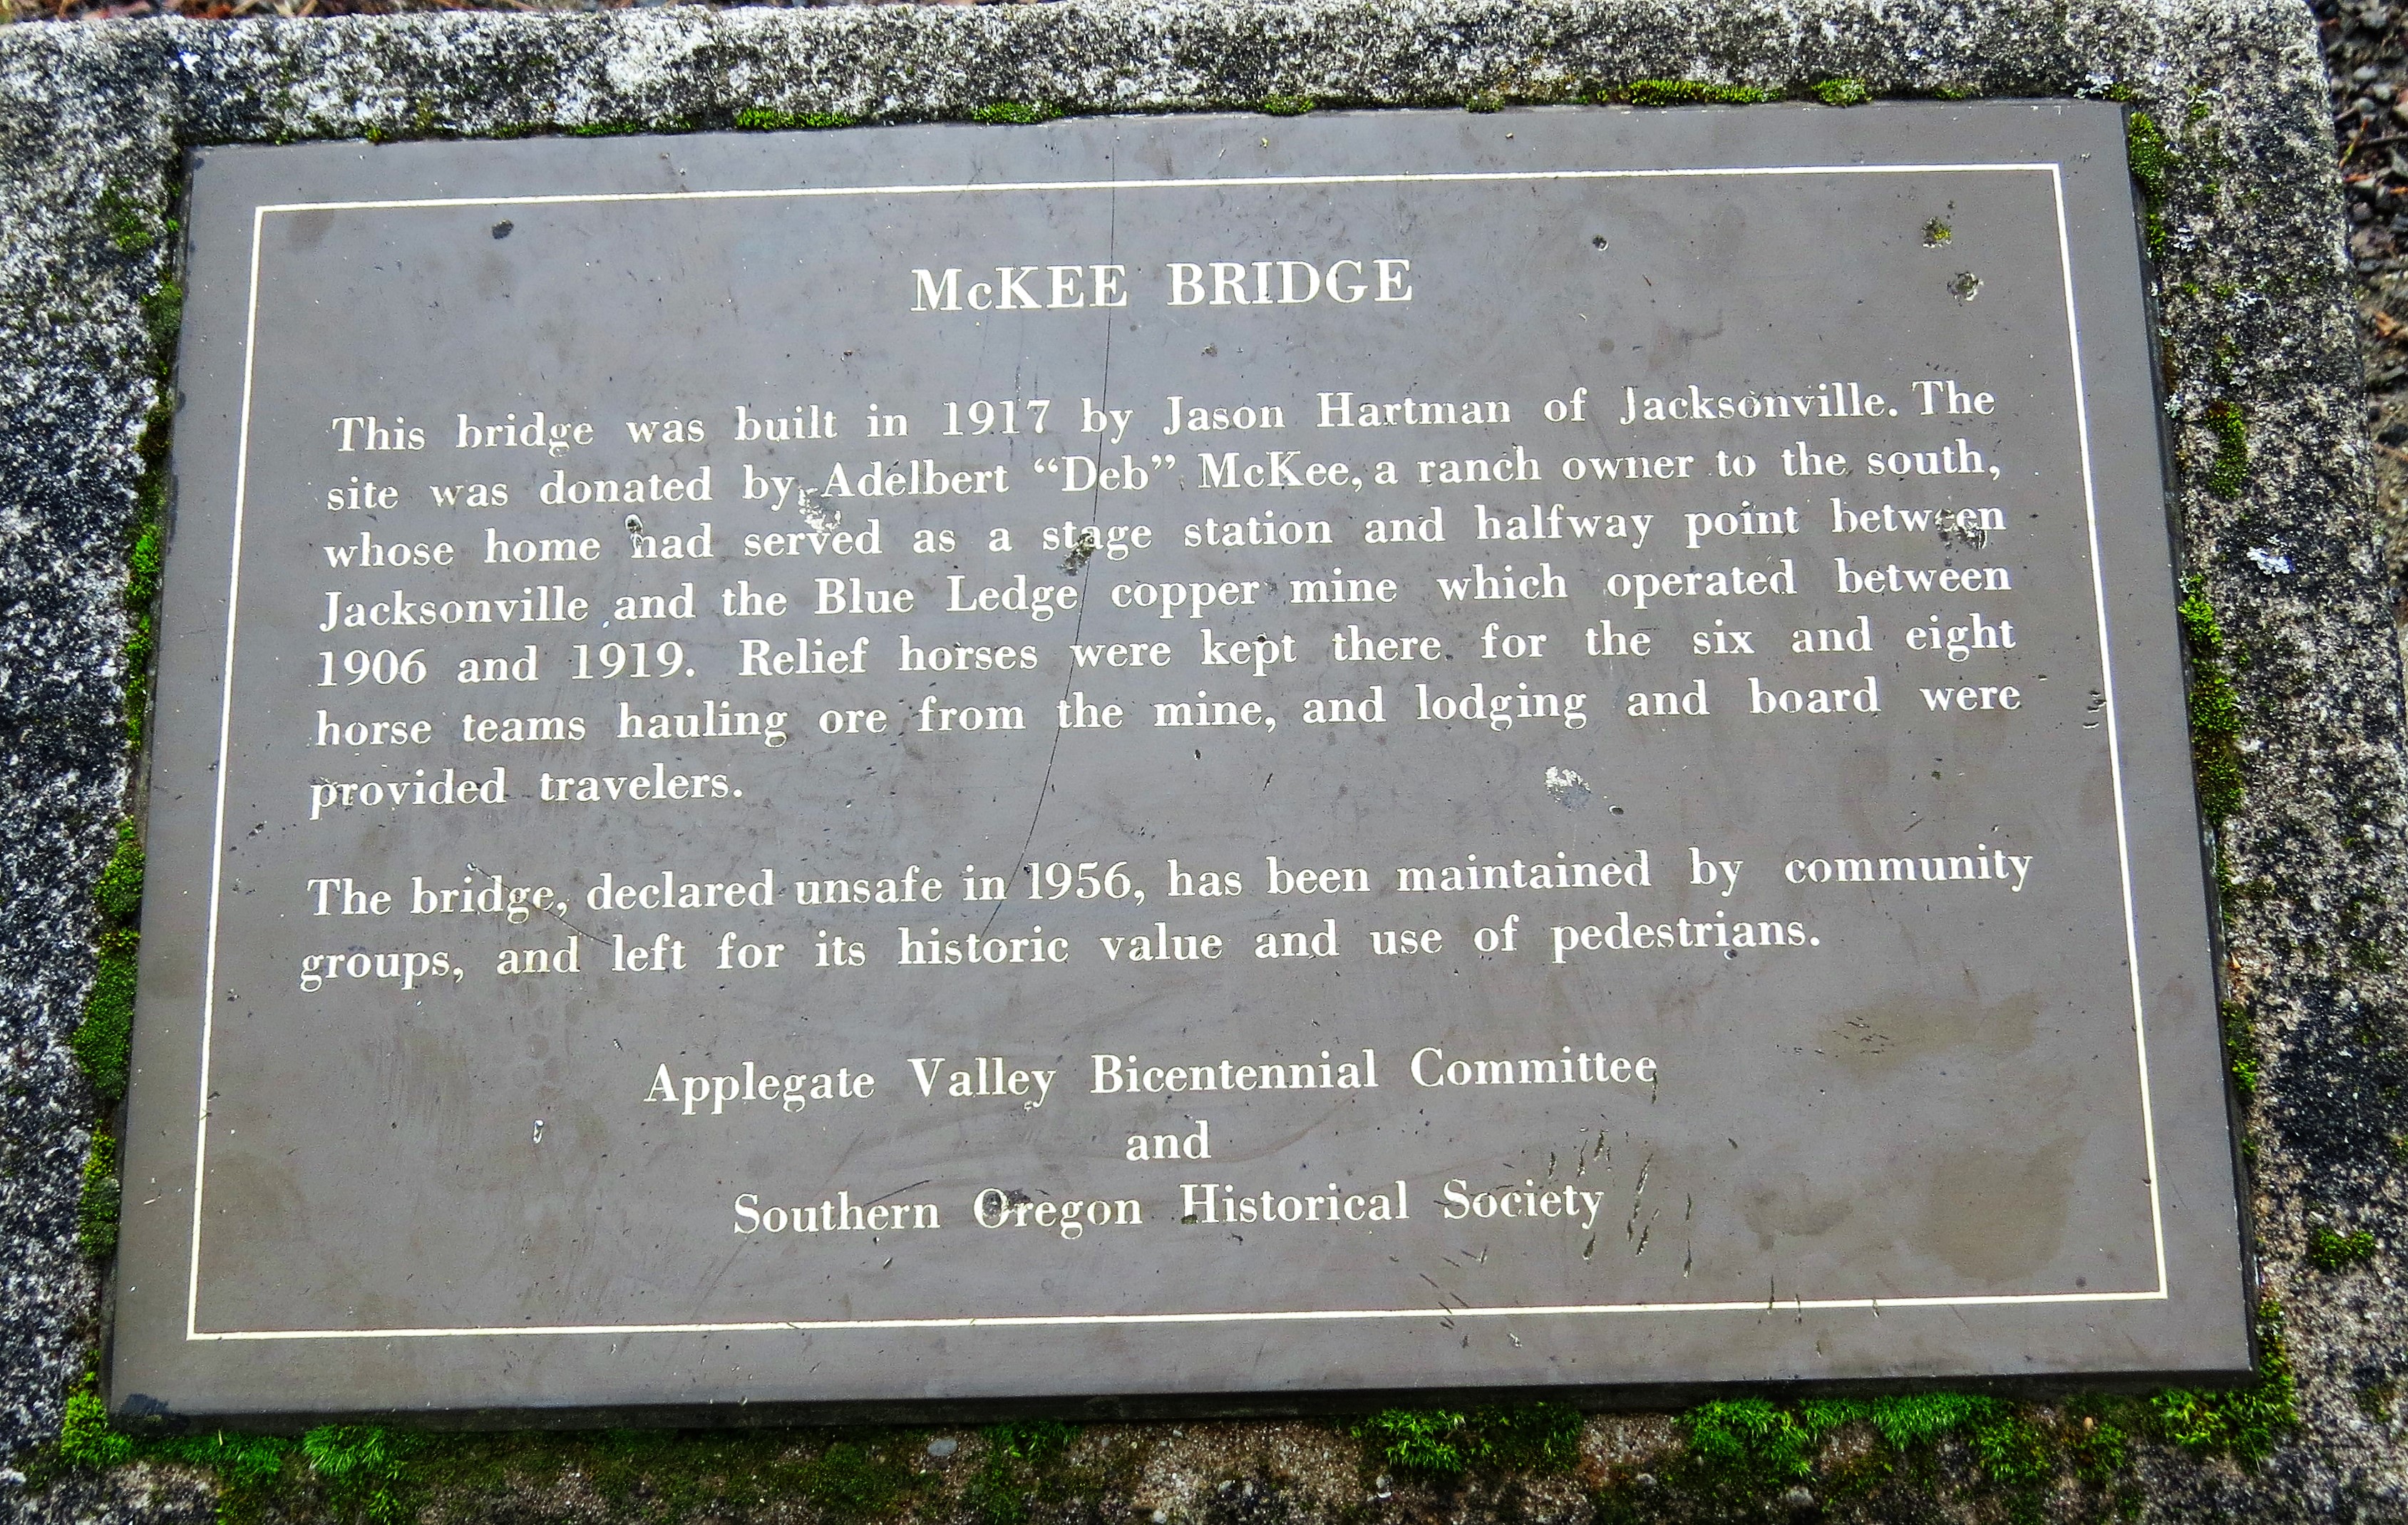 McKEE BRIDGE
This bridge was built in 1917 by Jason Hartman of Jacksonville. The
site was donated by Adelbert “Deb” McKee, a ranch owner to the south,
whose home had served as a stage station and halfway point between
Jacksonville and the Blue Ledge copper mine which operated between
1906 and 1919. Relief horses were kept there for the six and eight
horse teams hauling ore from the mine, and lodging and board were
provided travelers.
The bridge, declared unsafe in 1956, has been maintained by community
groups, and left for its historic value and use of pedestrians.
Applegate Valley Bicentennial Committee
and
Southern Oregon Historical Society